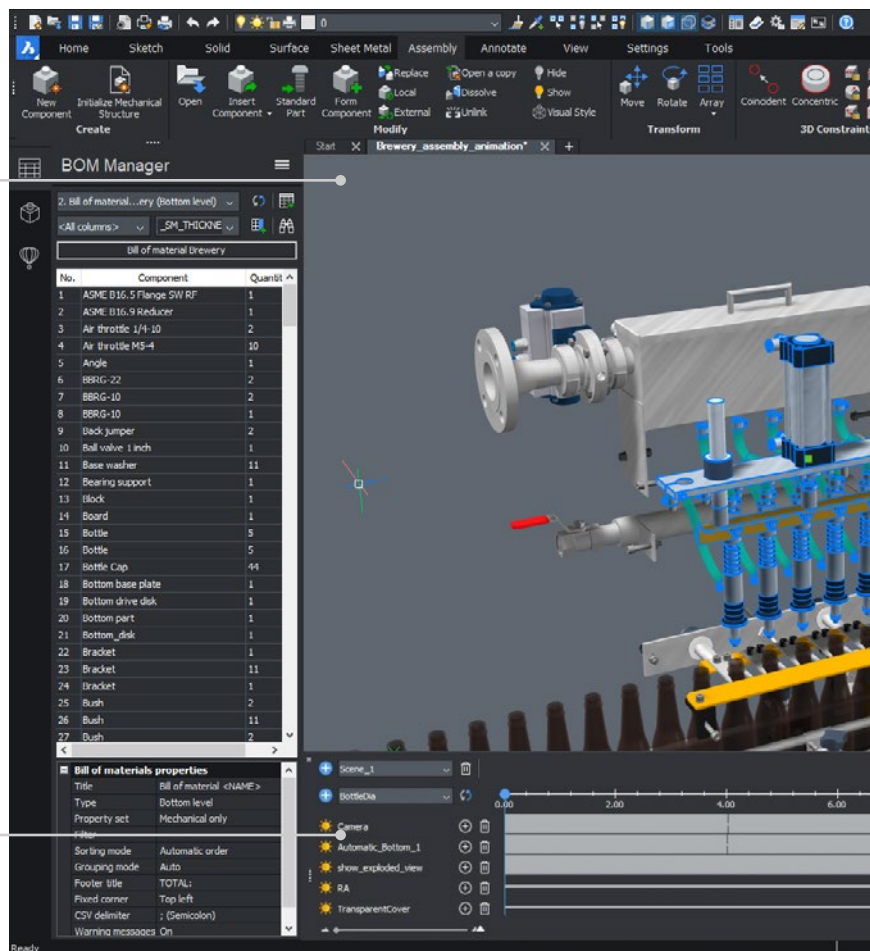 0
Home Sketch Solid Surface Sheet Metal Assembly Annotate View Settings Tools
New Component
Initialize Mechanical Structure
Open
Insert Component
Standard Part
Form Component
Replace
Local
External
Open a copy
Dissolve
Unlink
Hide
Show
Visual Style
Move
Rotate
Array
Coincident
Concentric
Create
Modify
Transform
3D Constraint
Start
Brewery_assembly_animation*
BOM Manager
2. Bill of material...ery (Bottom level)
<All columns> _SM_THICKNE
Bill of material Brewery
No. Component Quantit
1 ASME B16.5 Flange SW RF 1
2 ASME B16.9 Reducer 1
3 Air throttle 1/4-10 2
4 Air throttle M5-4 10
5 Angle 1
6 BBRG-22 2
7 BBRG-10 2
8 BBRG-10 1
9 Back jumper 2
10 Ball valve 1 inch 1
11 Base washer 11
12 Bearing support 1
13 Block 1
14 Board 1
15 Bottle 5
16 Bottle 5
17 Bottle Cap 44
18 Bottom base plate 1
19 Bottom drive disk 1
20 Bottom part 1
21 Bottom_disk 1
22 Bracket 1
23 Bracket 11
24 Bracket 1
25 Bush 2
26 Bush 11
27 Bush 2
Bill of materials properties
Title Bill of material <NAME>
Type Bottom level
Property set Mechanical only
Filter
Sorting mode Automatic order
Grouping mode Auto
Footer title TOTAL:
Fixed corner Top left
CSV delimiter ; (Semicolon)
Warning messages On
Scene_1
BottleDia
0.00 2.00 4.00 6.00
Camera
Automatic_Bottom_1
show_exploded_view
RA
TransparentCover
Ready